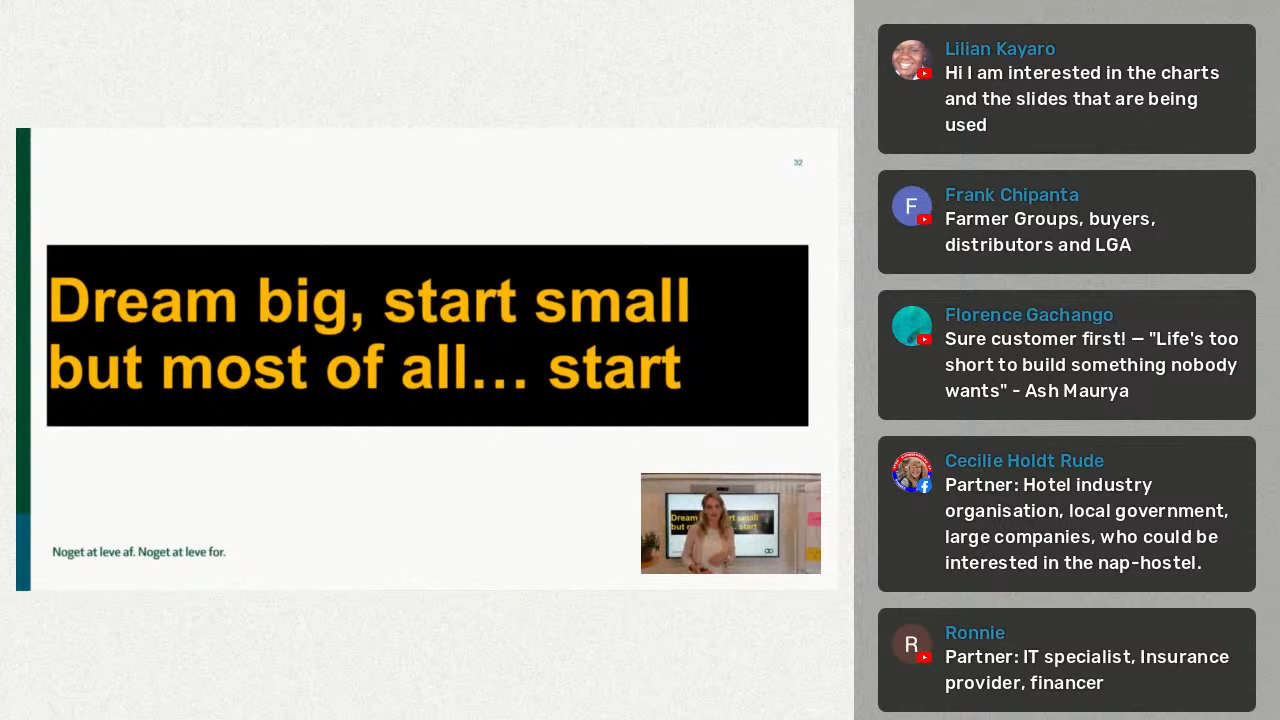 32
Dream big, start small
but most of all... start
Noget at leve af. Noget at leve for.
Lilian Kayaro
Hi I am interested in the charts
and the slides that are being
used
F
Frank Chipanta
Farmer Groups, buyers,
distributors and LGA
Florence Gachango
Sure customer first! – "Life's too
short to build something nobody
wants" - Ash Maurya
Cecilie Holdt Rude
Partner: Hotel industry
organisation, local government,
large companies, who could be
interested in the nap-hostel.
R
Ronnie
Partner: IT specialist, Insurance
provider, financer